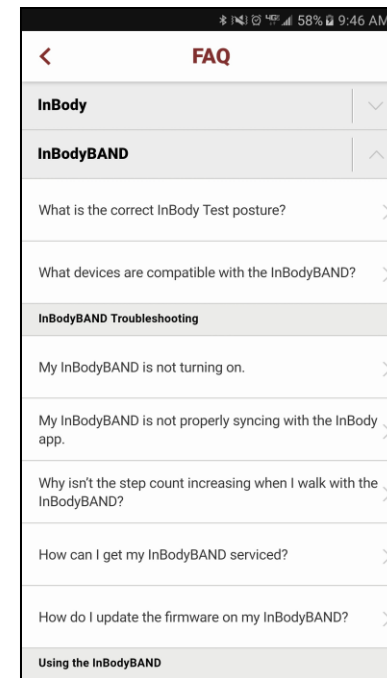 58% 9:46 AM
FAQ
InBody
InBodyBAND
What is the correct InBody Test posture?
What devices are compatible with the InBodyBAND?
InBodyBAND Troubleshooting
My InBodyBAND is not turning on.
My InBodyBAND is not properly syncing with the InBody
app.
Why isn't the step count increasing when I walk with the
InBodyBAND?
How can I get my InBodyBAND serviced?
How do I update the firmware on my InBodyBAND?
Using the InBodyBAND